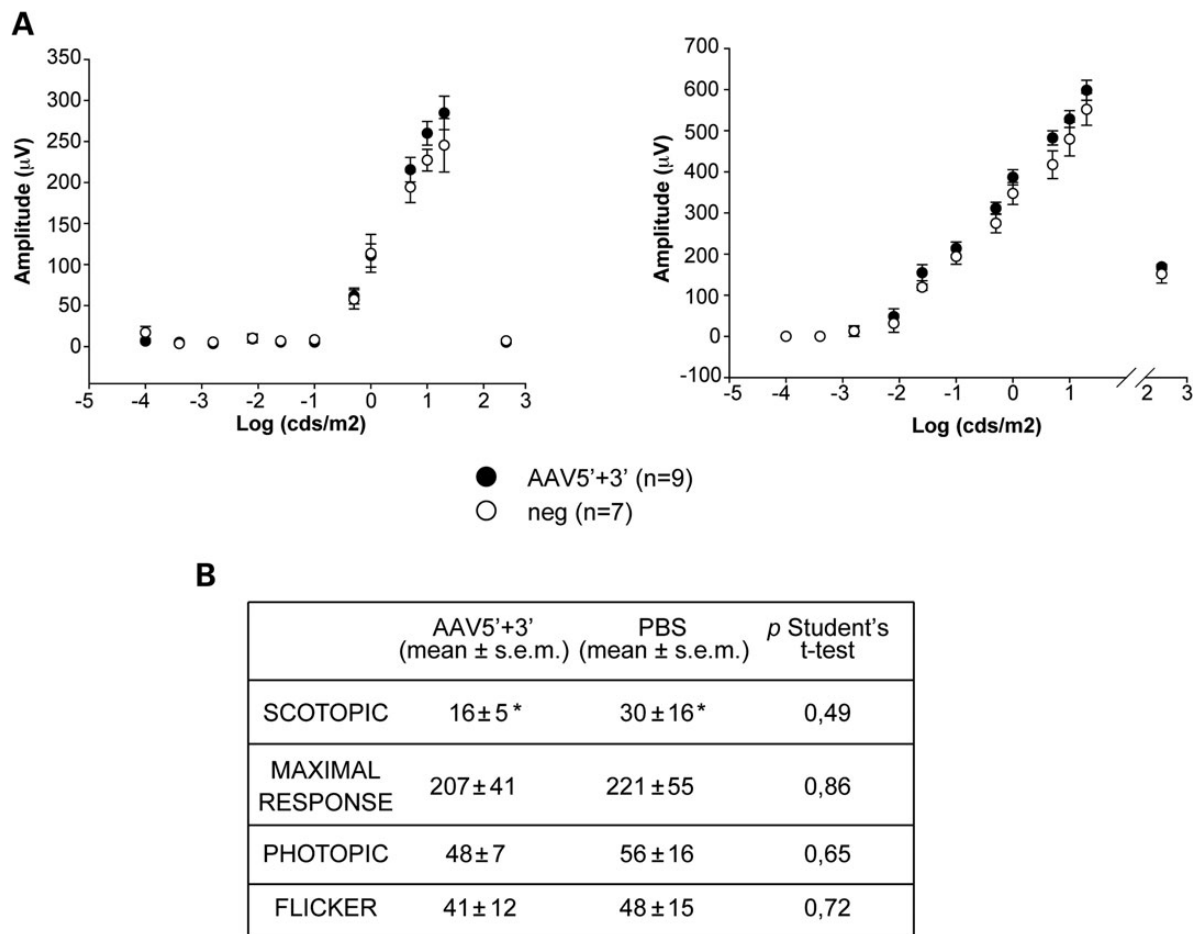 A
350
300
250
200
150
100
50
0
Amplitude (µV)
-5 -4 -3 -2 -1 0 1 2 3
Log (cds/m2)
700
600
500
400
300
200
100
0
-100
Amplitude (µV)
-5 -4 -3 -2 -1 0 1 2 3
Log (cds/m2)
AAV5'+3' (n=9)
neg (n=7)
B
AAV5'+3' PBS p Student's
(mean ± s.e.m.) (mean ± s.e.m.) t-test
SCOTOPIC 16±5* 30±16* 0,49
MAXIMAL
RESPONSE 207±41 221±55 0,86
PHOTOPIC 48±7 56±16 0,65
FLICKER 41±12 48±15 0,72